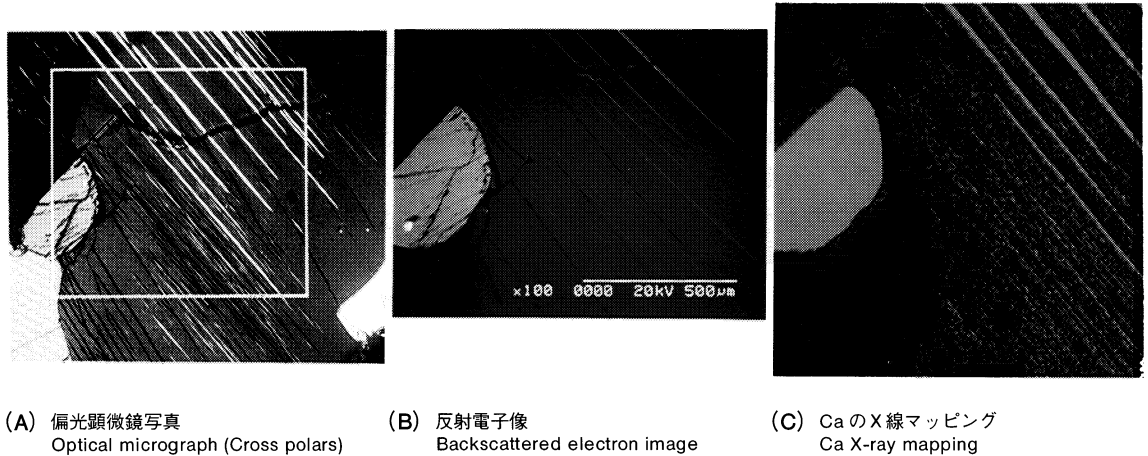 ×100 0000 20kV 500µm
(A) 偏光顕微鏡写真
Optical micrograph (Cross polars)
(B) 反射電子像
Backscattered electron image
(C) CaのX線マッピング
Ca X-ray mapping